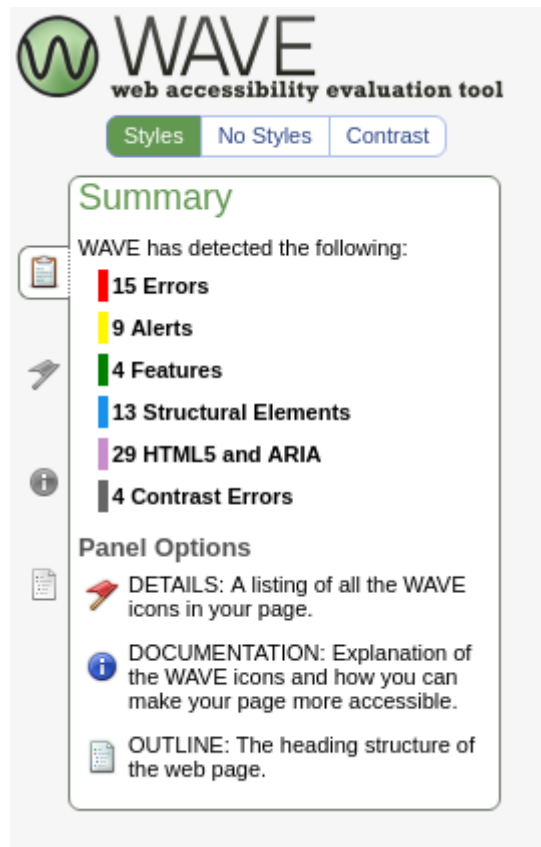 WAVE
web accessibility evaluation tool
Styles No Styles Contrast
Summary
WAVE has detected the following:
15 Errors
9 Alerts
4 Features
13 Structural Elements
29 HTML5 and ARIA
4 Contrast Errors
Panel Options
DETAILS: A listing of all the WAVE
icons in your page.
DOCUMENTATION: Explanation of
the WAVE icons and how you can
make your page more accessible.
OUTLINE: The heading structure of
the web page.